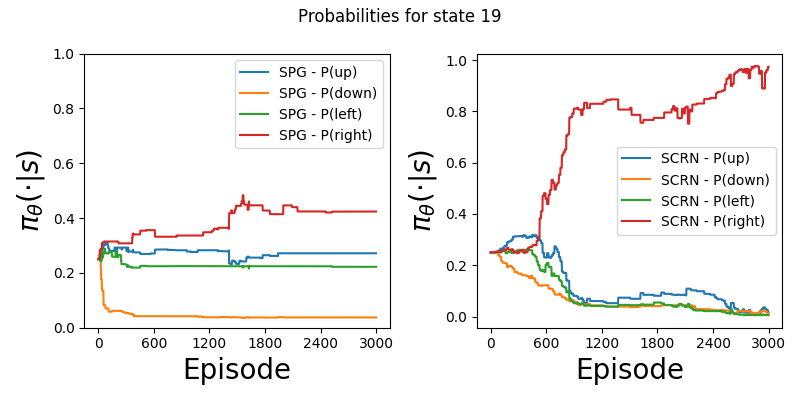 Probabilities for state 19
π_θ(·|s)
1.0
0.8
0.6
0.4
0.2
0.0
SPG - P(up)
SPG - P(down)
SPG - P(left)
SPG - P(right)
0 600 1200 1800 2400 3000
Episode
π_θ(·|s)
1.0
0.8
0.6
0.4
0.2
0.0
SCRN - P(up)
SCRN - P(down)
SCRN - P(left)
SCRN - P(right)
0 600 1200 1800 2400 3000
Episode